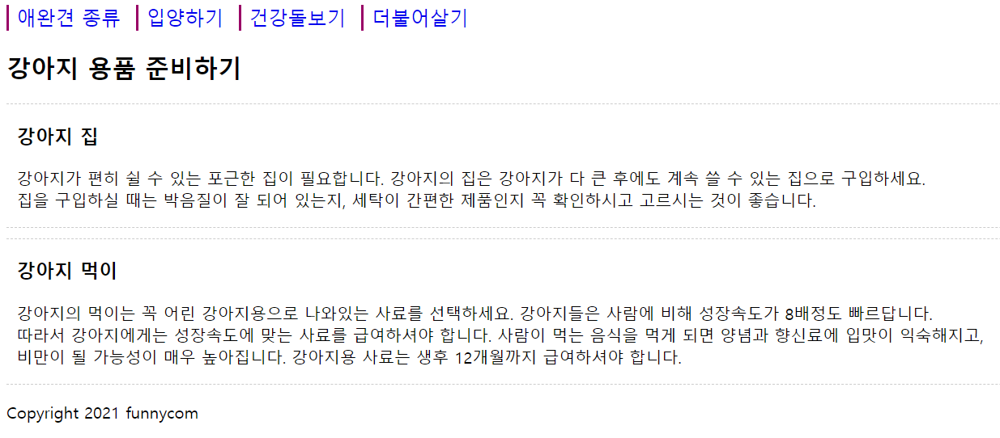 애완견 종류 입양하기 건강돌보기 더불어살기
강아지 용품 준비하기
강아지 집
강아지가 편히 쉴 수 있는 포근한 집이 필요합니다. 강아지의 집은 강아지가 다 큰 후에도 계속 쓸 수 있는 집으로 구입하세요.
집을 구입하실 때는 박음질이 잘 되어 있는지, 세탁이 간편한 제품인지 꼭 확인하시고 고르시는 것이 좋습니다.
강아지 먹이
강아지의 먹이는 꼭 어린 강아지용으로 나와있는 사료를 선택하세요. 강아지들은 사람에 비해 성장속도가 8배정도 빠르답니다.
따라서 강아지에게는 성장속도에 맞는 사료를 급여하셔야 합니다. 사람이 먹는 음식을 먹게 되면 양념과 향신료에 입맛이 익숙해지고,
비만이 될 가능성이 매우 높아집니다. 강아지용 사료는 생후 12개월까지 급여하셔야 합니다.
Copyright 2021 funnycom